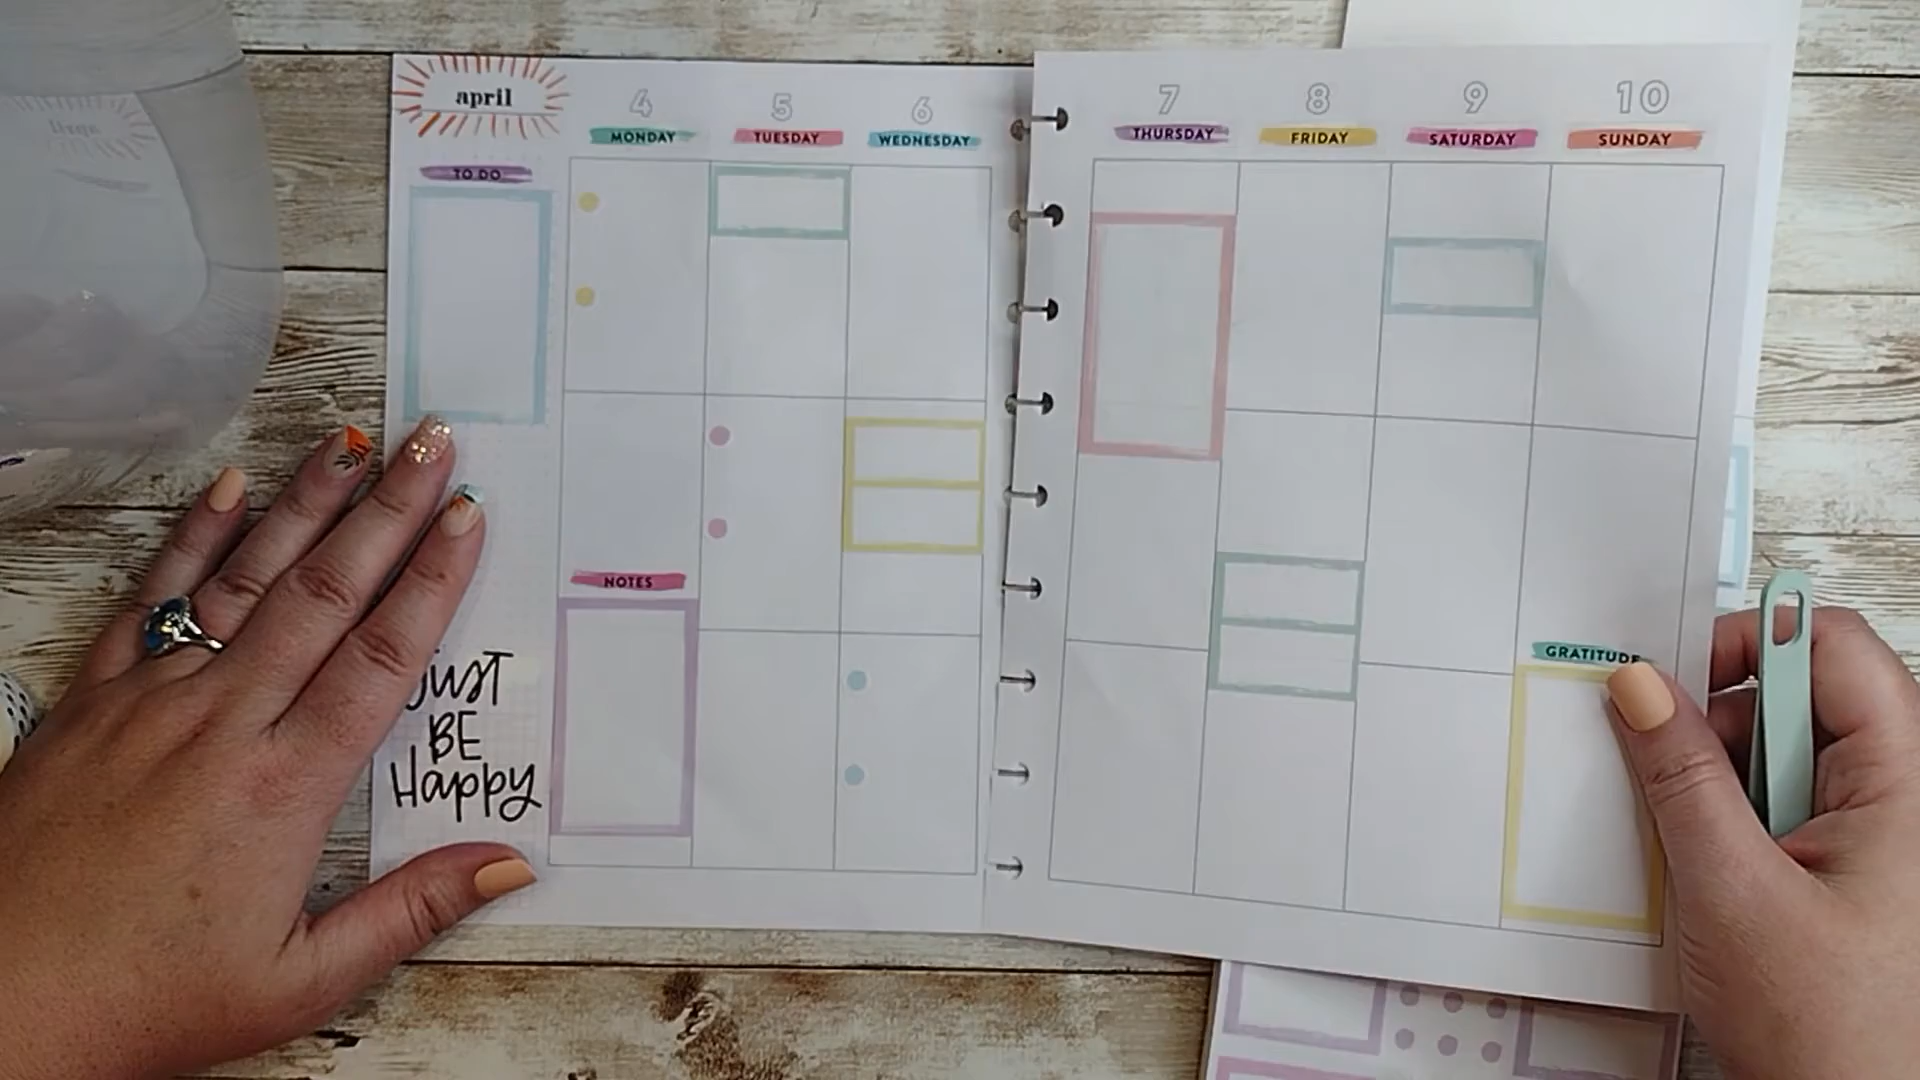 april
4
5
6
7
8
9
10
MONDAY
TUESDAY
WEDNESDAY
THURSDAY
FRIDAY
SATURDAY
SUNDAY
TO DO
NOTES
GRATITUDE
Just
BE
Happy